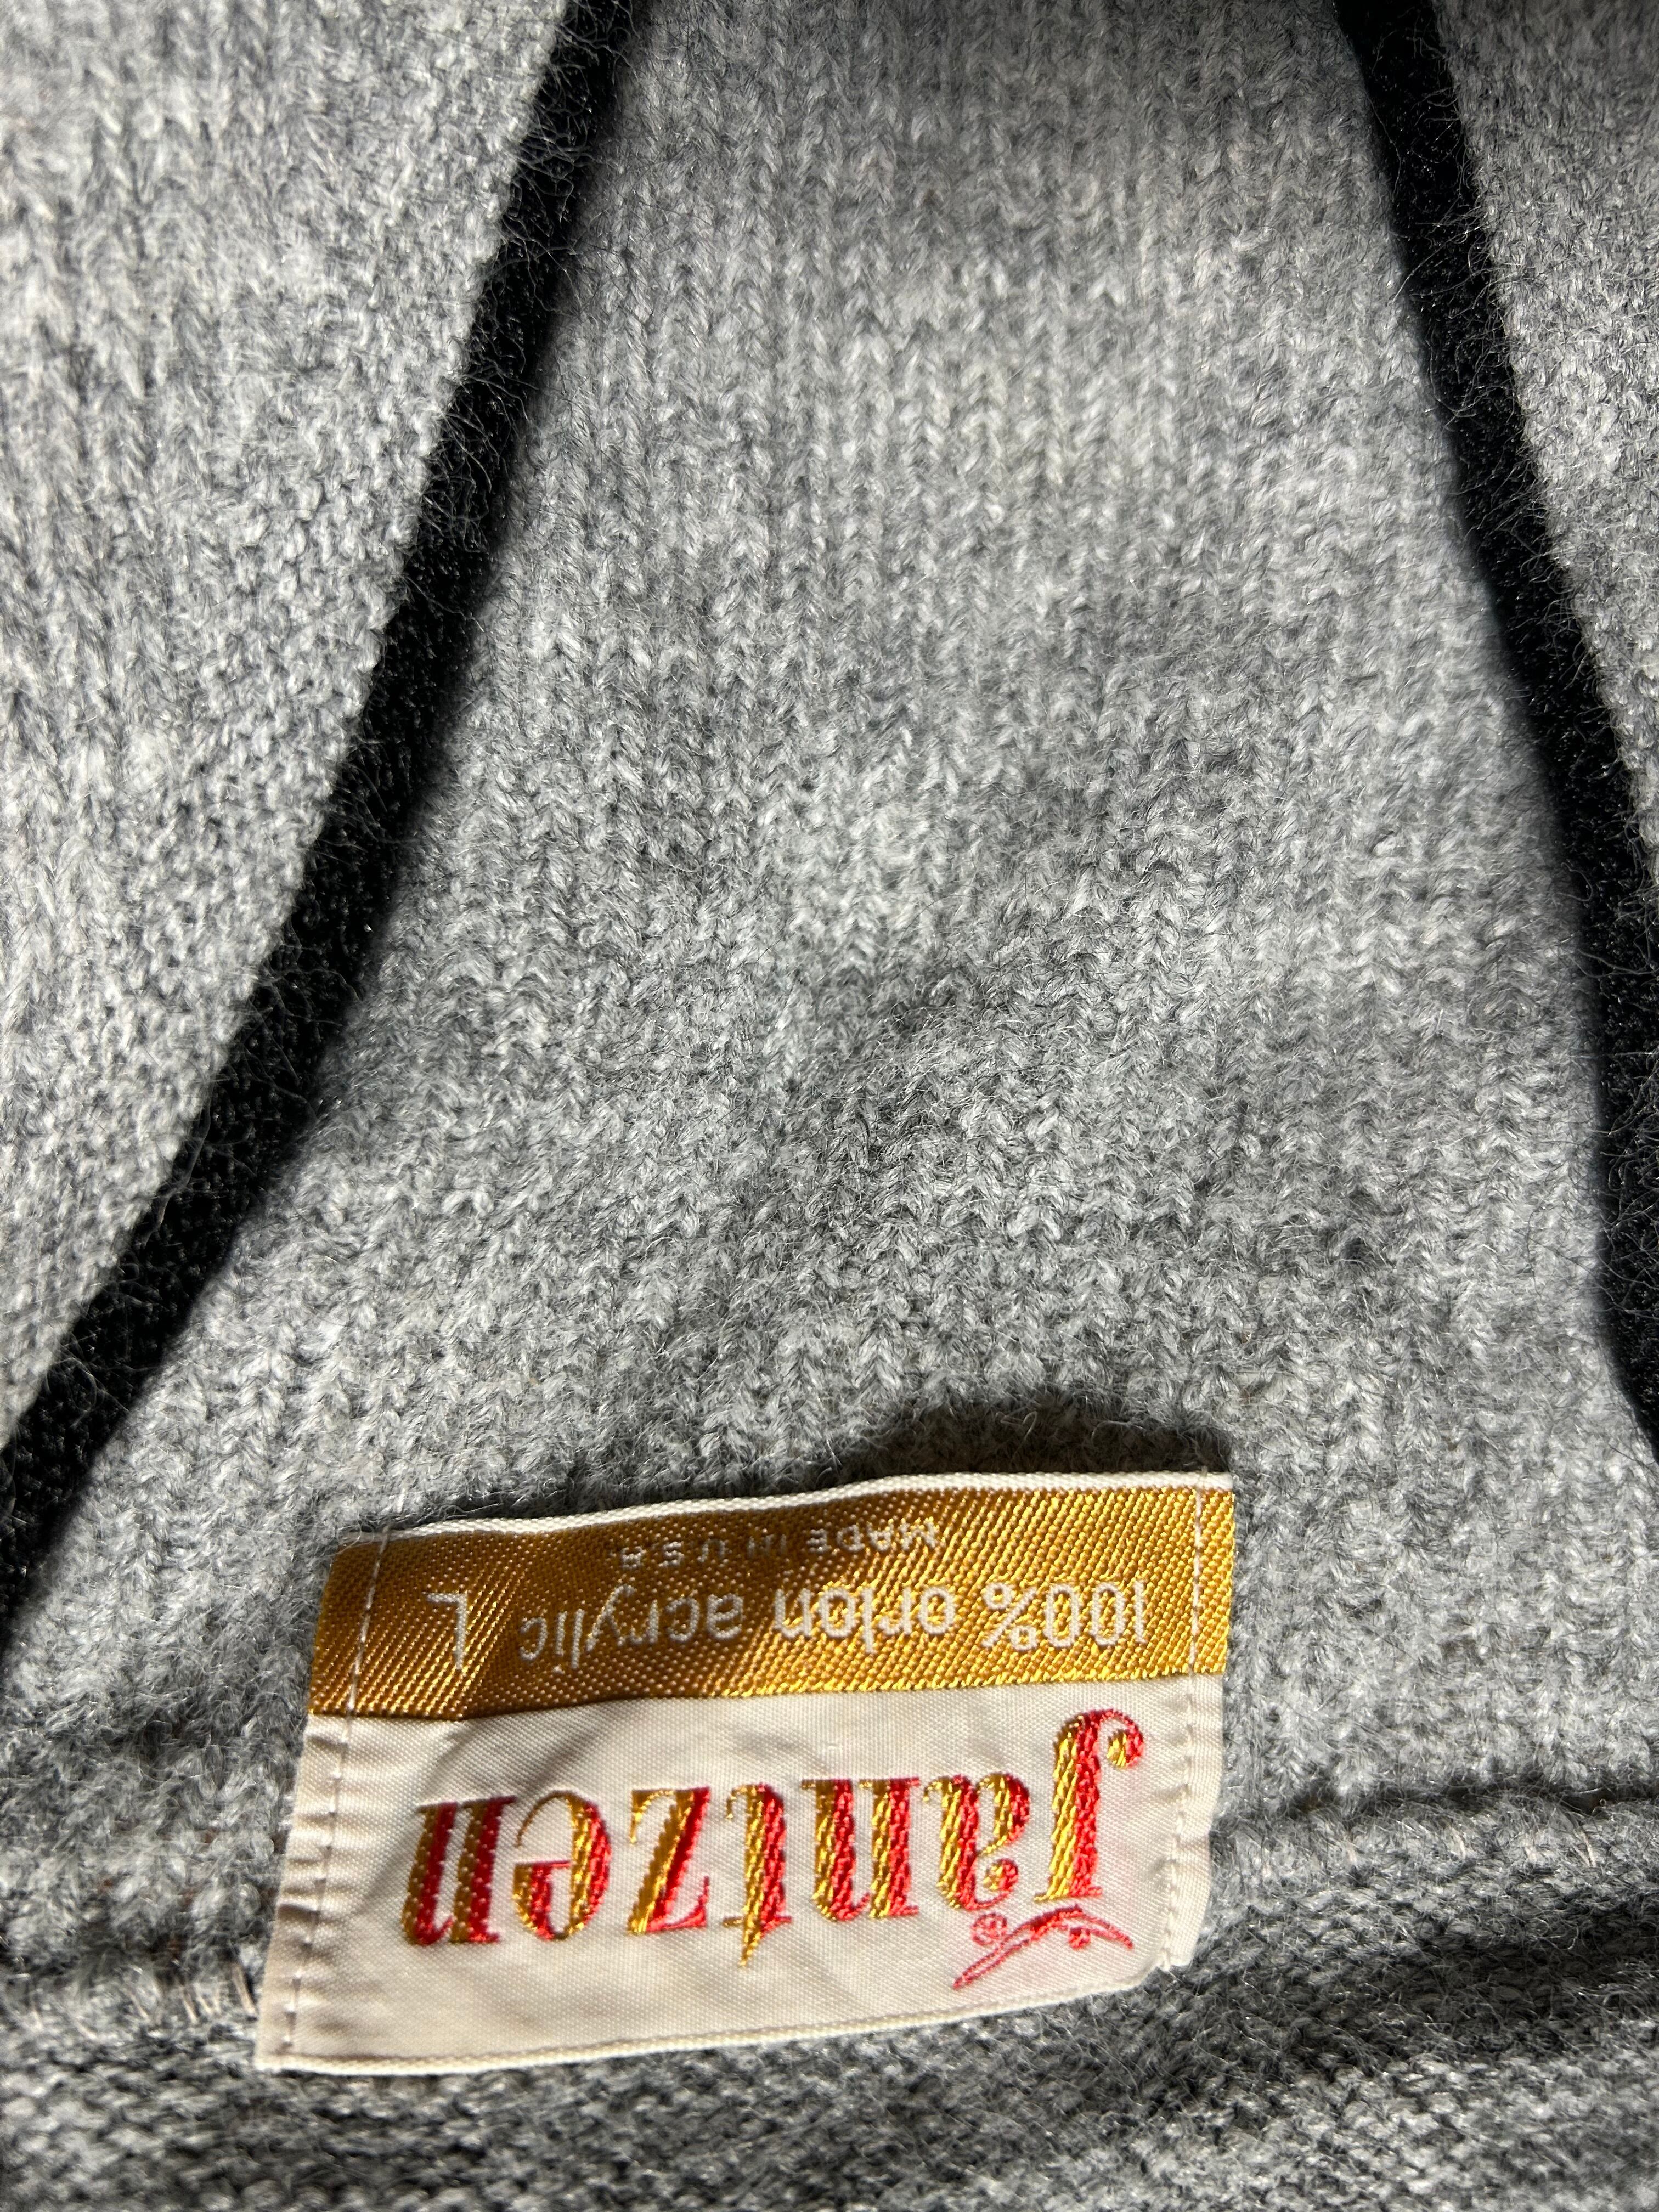 Jantzen
100% orlon acrylic L
MADE IN U.S.A.